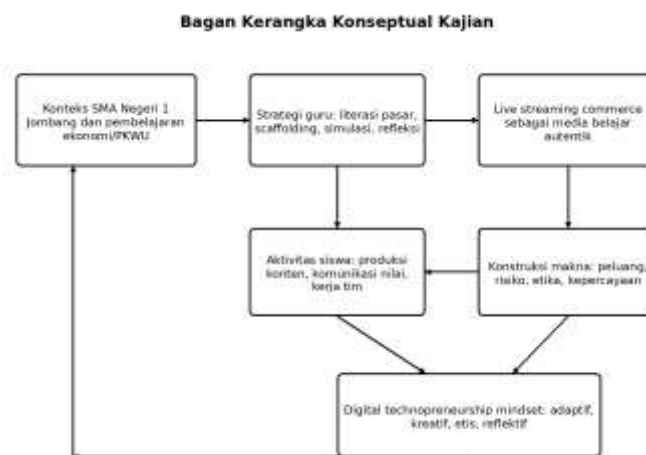 Bagan Kerangka Konseptual Kajian
Konteks SMA Negeri 1
Jombang dan pembelajaran
ekonomi/PKWU
Strategi guru: literasi pasar,
scaffolding, simulasi, refleksi
Live streaming commerce
sebagai media belajar
autentik
Aktivitas siswa: produksi
konten, komunikasi nilai,
kerja tim
Konstruksi makna: peluang,
risiko, etika, kepercayaan
Digital technopreneurship mindset: adaptif,
kreatif, etis, reflektif